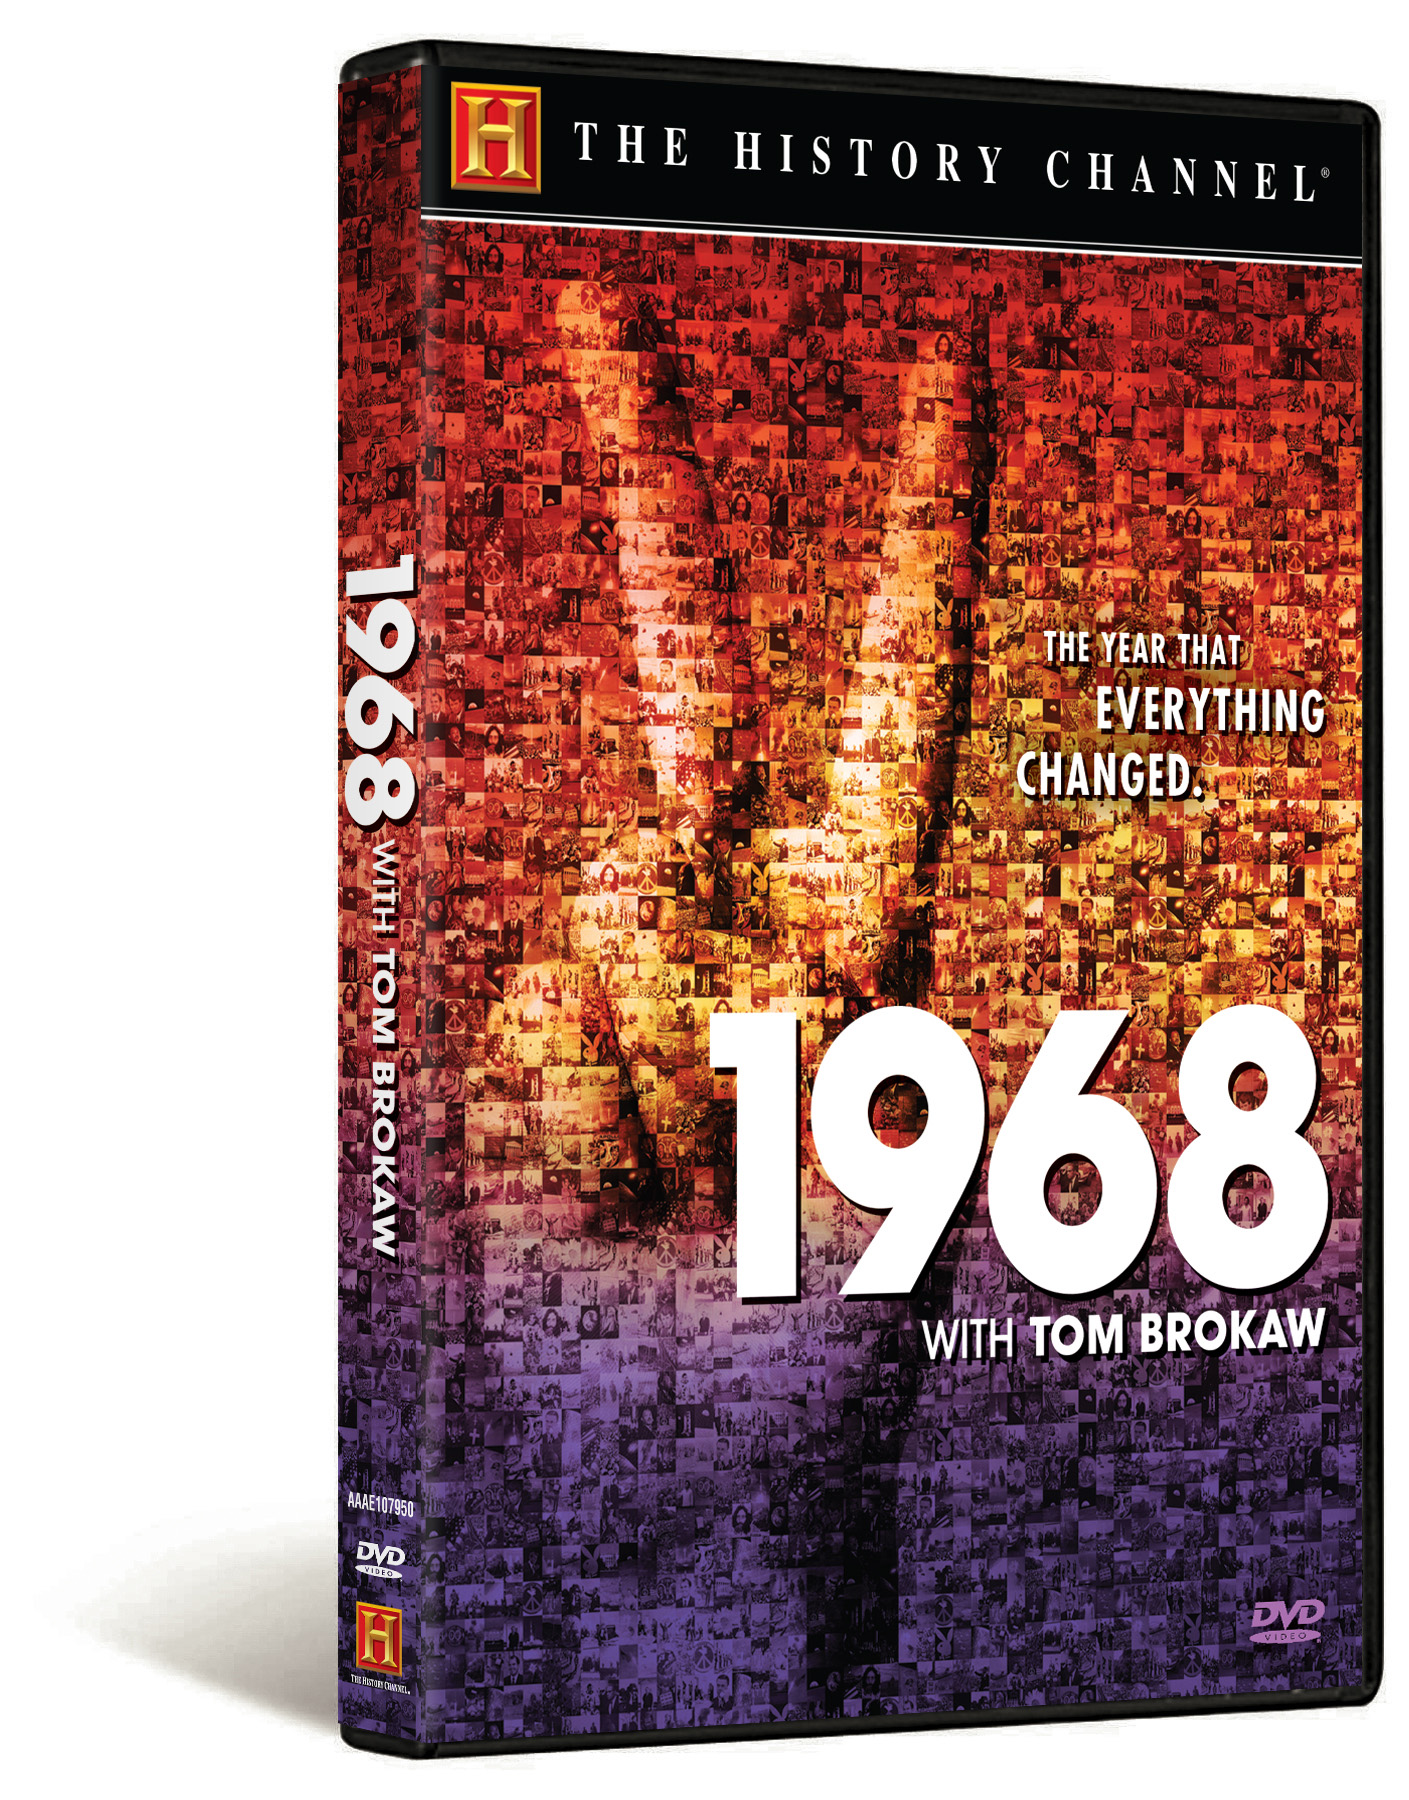 H THE HISTORY CHANNEL®
THE YEAR THAT
EVERYTHING
CHANGED.
1968
WITH TOM BROKAW
DVD
VIDEO
1968 WITH TOM BROKAW
AAAE107950
DVD
VIDEO
H
THE HISTORY CHANNEL